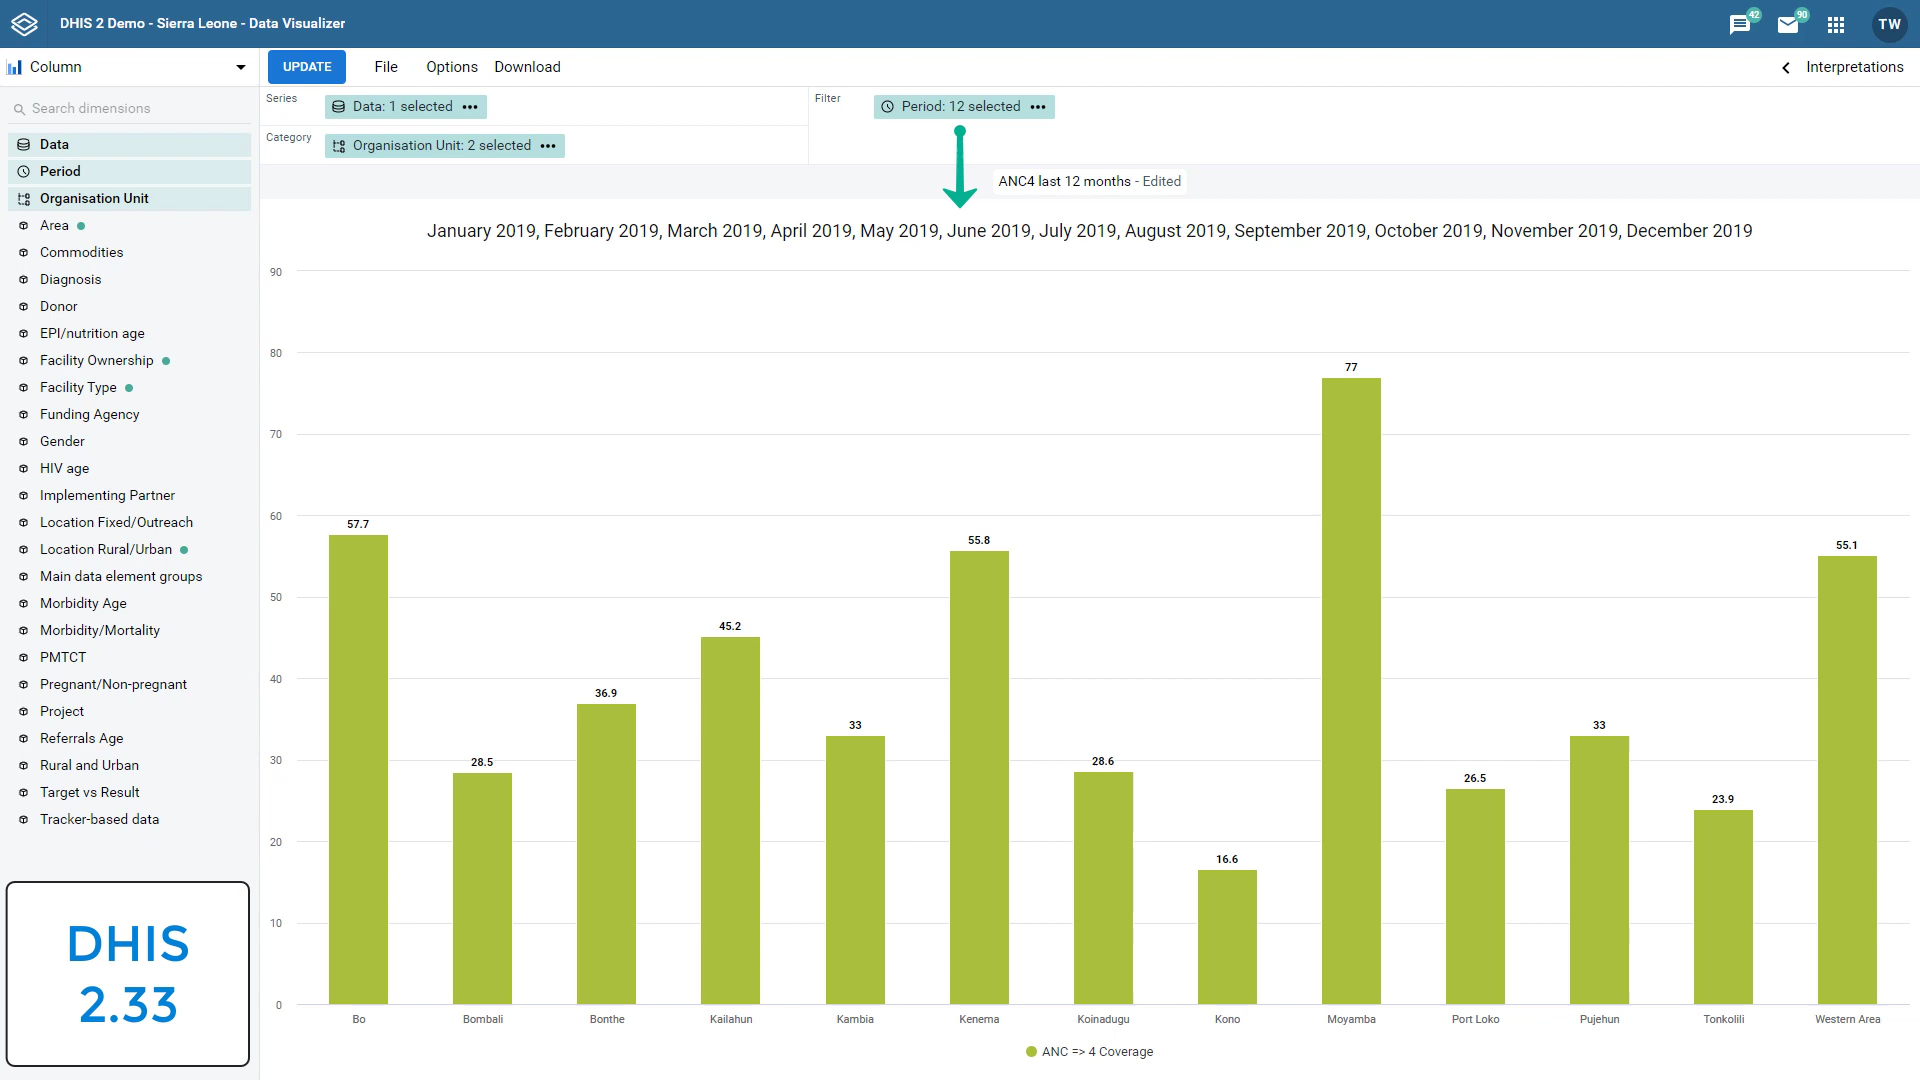 DHIS 2 Demo - Sierra Leone - Data Visualizer
42
90
TW
Column
UPDATE
File
Options
Download
Interpretations
Search dimensions
Series
Data: 1 selected
Filter
Period: 12 selected
Category
Organisation Unit: 2 selected
Data
Period
Organisation Unit
Area
Commodities
Diagnosis
Donor
EPI/nutrition age
Facility Ownership
Facility Type
Funding Agency
Gender
HIV age
Implementing Partner
Location Fixed/Outreach
Location Rural/Urban
Main data element groups
Morbidity Age
Morbidity/Mortality
PMTCT
Pregnant/Non-pregnant
Project
Referrals Age
Rural and Urban
Target vs Result
Tracker-based data
DHIS
2.33
ANC4 last 12 months - Edited
January 2019, February 2019, March 2019, April 2019, May 2019, June 2019, July 2019, August 2019, September 2019, October 2019, November 2019, December 2019
90
80
70
60
50
40
30
20
10
0
57.7
28.5
36.9
45.2
33
55.8
28.6
16.6
77
26.5
33
23.9
55.1
Bo
Bombali
Bonthe
Kailahun
Kambia
Kenema
Koinadugu
Kono
Moyamba
Port Loko
Pujehun
Tonkolili
Western Area
ANC => 4 Coverage